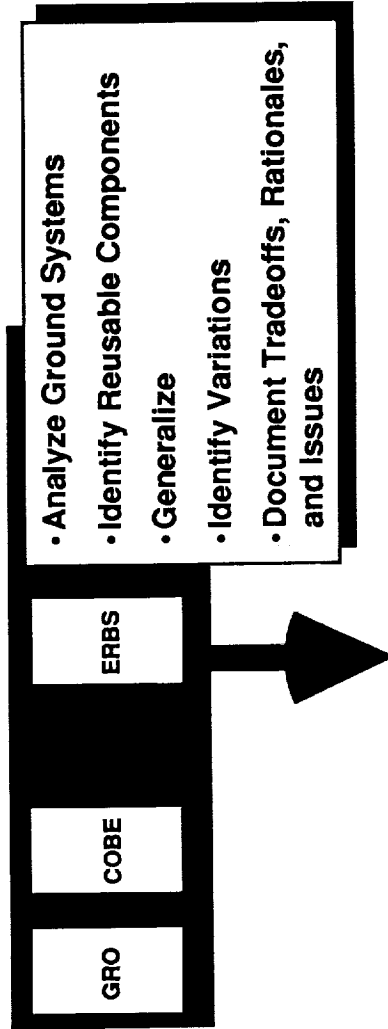 GRO
COBE
ERBS
• Analyze Ground Systems
• Identify Reusable Components
• Generalize
• Identify Variations
• Document Tradeoffs, Rationales,
and Issues